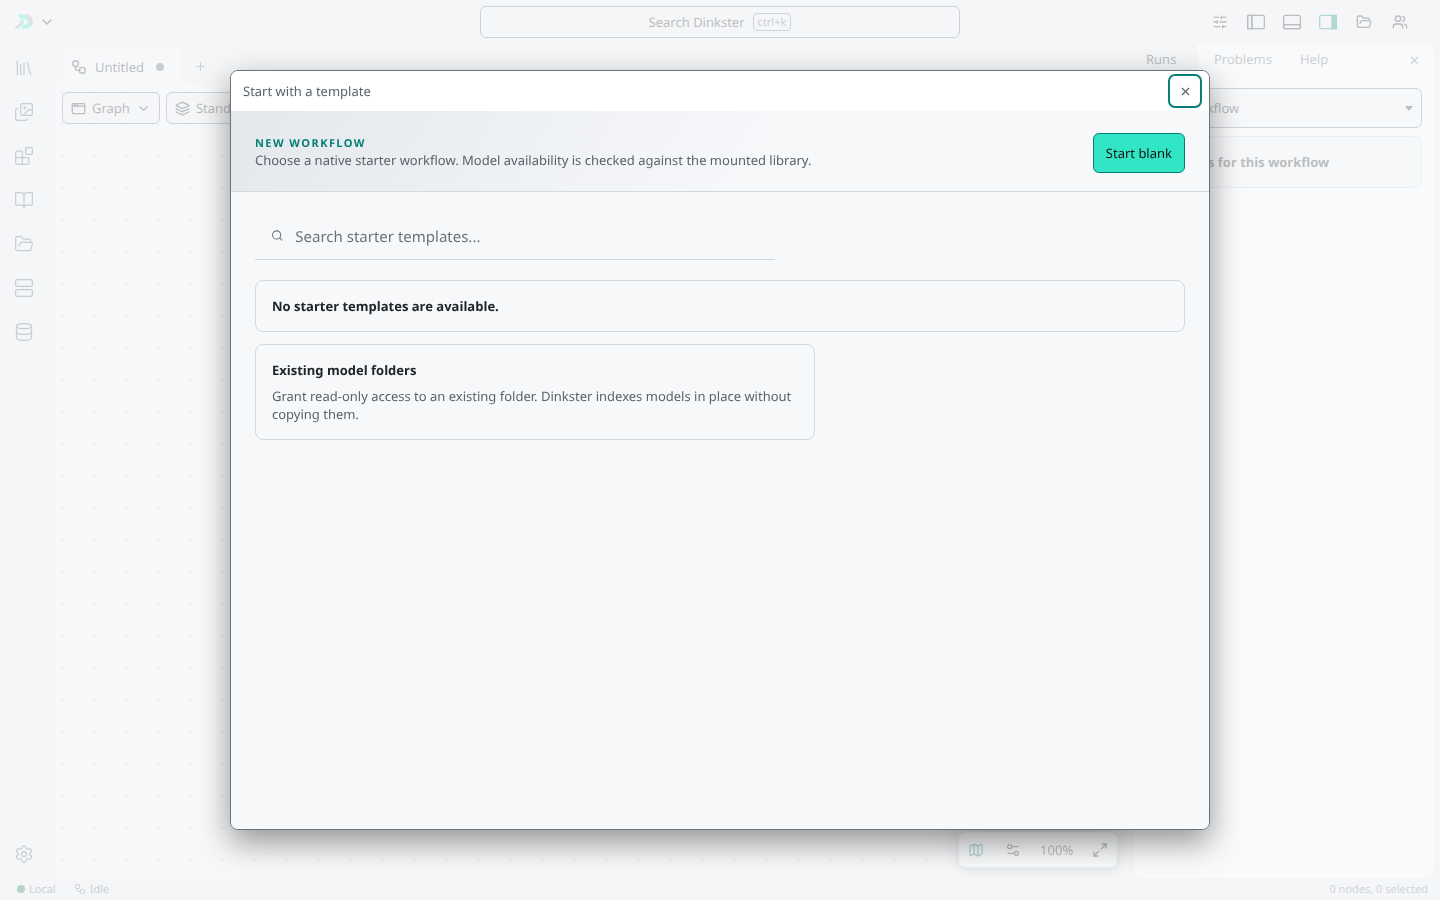 Search Dinkster ctrl+k
Untitled
Runs Problems Help
Graph
Stand
kflow
Start with a template
NEW WORKFLOW
Choose a native starter workflow. Model availability is checked against the mounted library.
Start blank
s for this workflow
Search starter templates...
No starter templates are available.
Existing model folders
Grant read-only access to an existing folder. Dinkster indexes models in place without
copying them.
100%
Local Idle 0 nodes, 0 selected